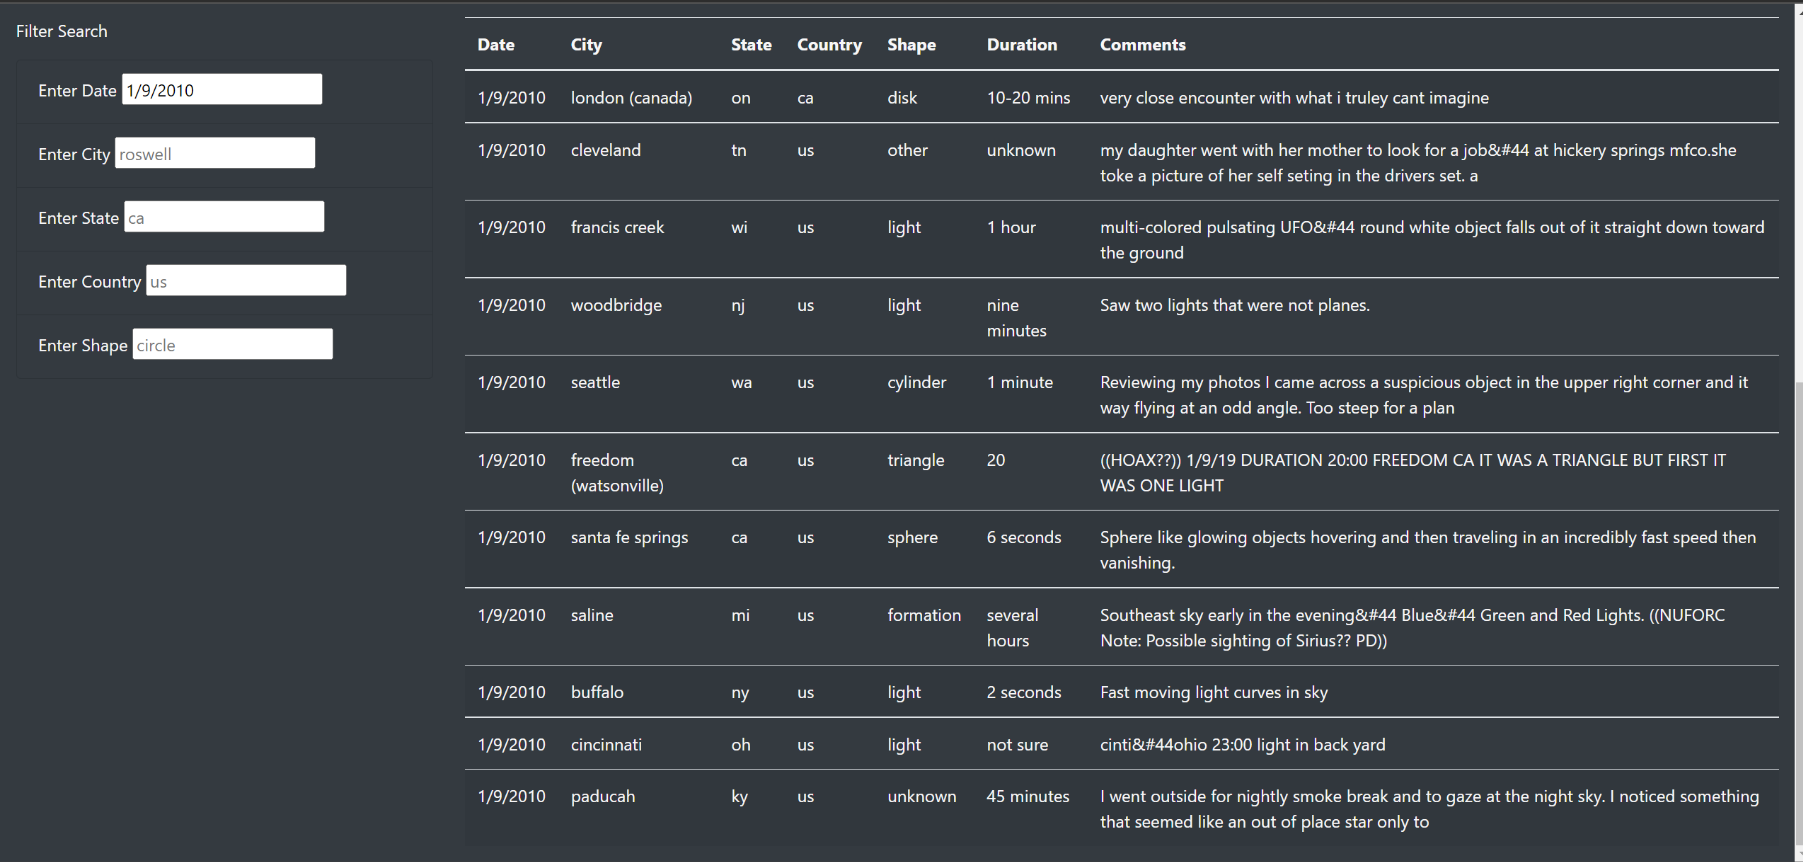 Filter Search
Enter Date 1/9/2010
Enter City roswell
Enter State ca
Enter Country us
Enter Shape circle
Date City State Country Shape Duration Comments
1/9/2010 london (canada) on ca disk 10-20 mins very close encounter with what i truley cant imagine
1/9/2010 cleveland tn us other unknown my daughter went with her mother to look for a job&#44 at hickery springs mfco.she
toke a picture of her self seting in the drivers set. a
1/9/2010 francis creek wi us light 1 hour multi-colored pulsating UFO&#44 round white object falls out of it straight down toward
the ground
1/9/2010 woodbridge nj us light nine Saw two lights that were not planes.
minutes
1/9/2010 seattle wa us cylinder 1 minute Reviewing my photos I came across a suspicious object in the upper right corner and it
way flying at an odd angle. Too steep for a plan
1/9/2010 freedom ca us triangle 20 ((HOAX??)) 1/9/19 DURATION 20:00 FREEDOM CA IT WAS A TRIANGLE BUT FIRST IT
(watsonville) WAS ONE LIGHT
1/9/2010 santa fe springs ca us sphere 6 seconds Sphere like glowing objects hovering and then traveling in an incredibly fast speed then
vanishing.
1/9/2010 saline mi us formation several Southeast sky early in the evening&#44 Blue&#44 Green and Red Lights. ((NUFORC
hours Note: Possible sighting of Sirius?? PD))
1/9/2010 buffalo ny us light 2 seconds Fast moving light curves in sky
1/9/2010 cincinnati oh us light not sure cinti&#44ohio 23:00 light in back yard
1/9/2010 paducah ky us unknown 45 minutes I went outside for nightly smoke break and to gaze at the night sky. I noticed something
that seemed like an out of place star only to